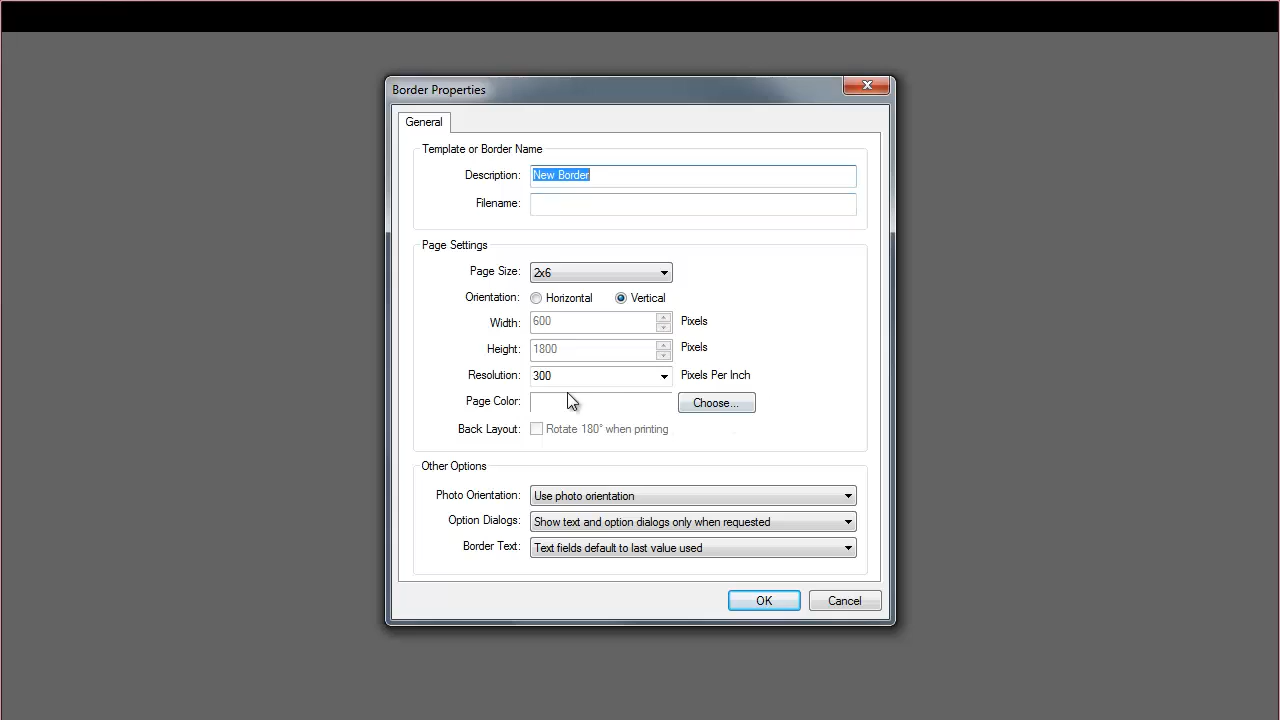 Border Properties
General
Template or Border Name
Description: New Border
Filename:
Page Settings
Page Size: 2x6
Orientation: Horizontal Vertical
Width: 600 Pixels
Height: 1800 Pixels
Resolution: 300 Pixels Per Inch
Page Color: Choose...
Back Layout: Rotate 180° when printing
Other Options
Photo Orientation: Use photo orientation
Option Dialogs: Show text and option dialogs only when requested
Border Text: Text fields default to last value used
OK Cancel